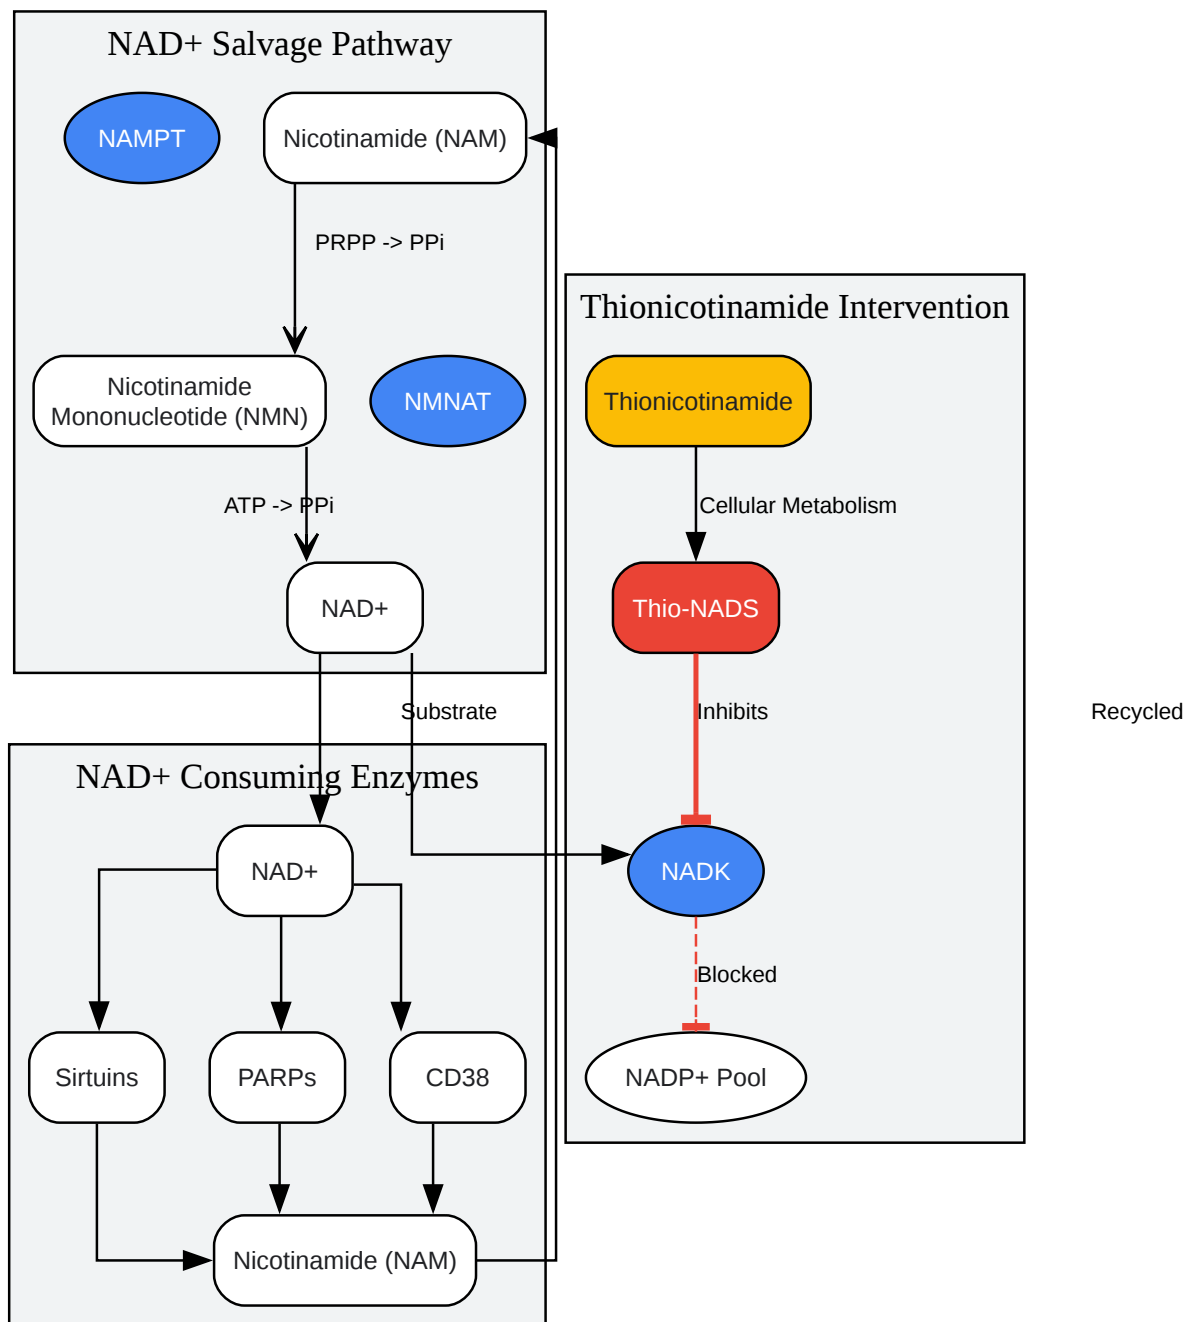 NAD+ Salvage Pathway
NAMPT
Nicotinamide (NAM)
PRPP -> PPi
Thionicotinamide Intervention
Nicotinamide
Mononucleotide (NMN)
NMNAT
Thionicotinamide
ATP -> PPi
Cellular Metabolism
NAD+
Thio-NADS
Substrate
Inhibits
Recycled
NAD+ Consuming Enzymes
NAD+
NADK
Blocked
Sirtuins
PARPs
CD38
NADP+ Pool
Nicotinamide (NAM)